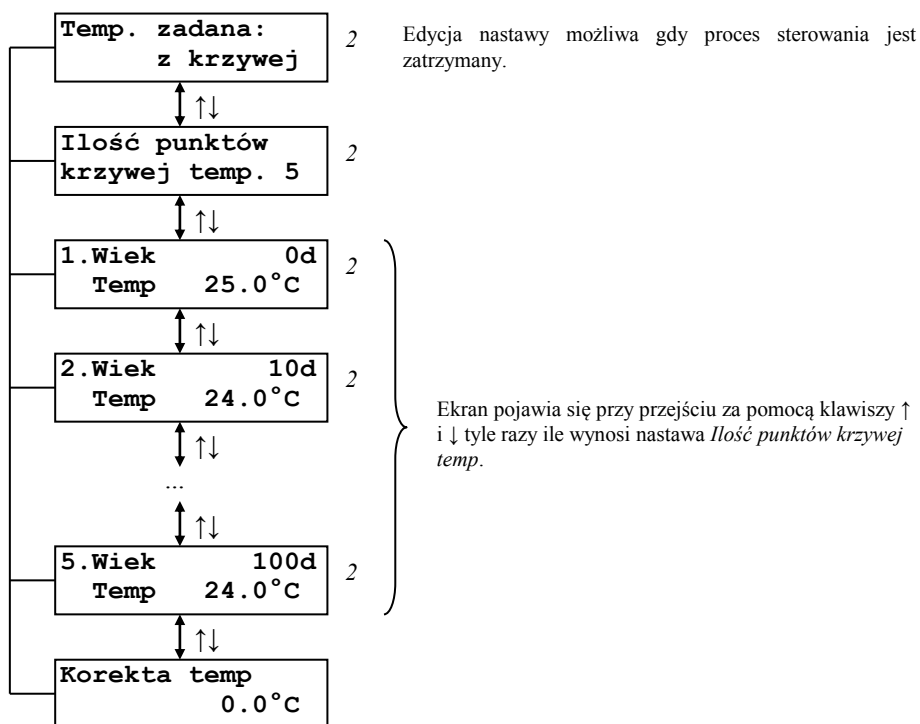 Temp. zadana:
z krzywej
2
Edycja nastawy możliwa gdy proces sterowania jest
zatrzymany.
↑↓
Ilość punktów
krzywej temp. 5
2
↑↓
1.Wiek 0d
Temp 25.0°C
2
↑↓
2.Wiek 10d
Temp 24.0°C
2
Ekran pojawia się przy przejściu za pomocą klawiszy ↑
i ↓ tyle razy ile wynosi nastawa Ilość punktów krzywej
temp.
↑↓
...
↑↓
5.Wiek 100d
Temp 24.0°C
2
↑↓
Korekta temp
0.0°C